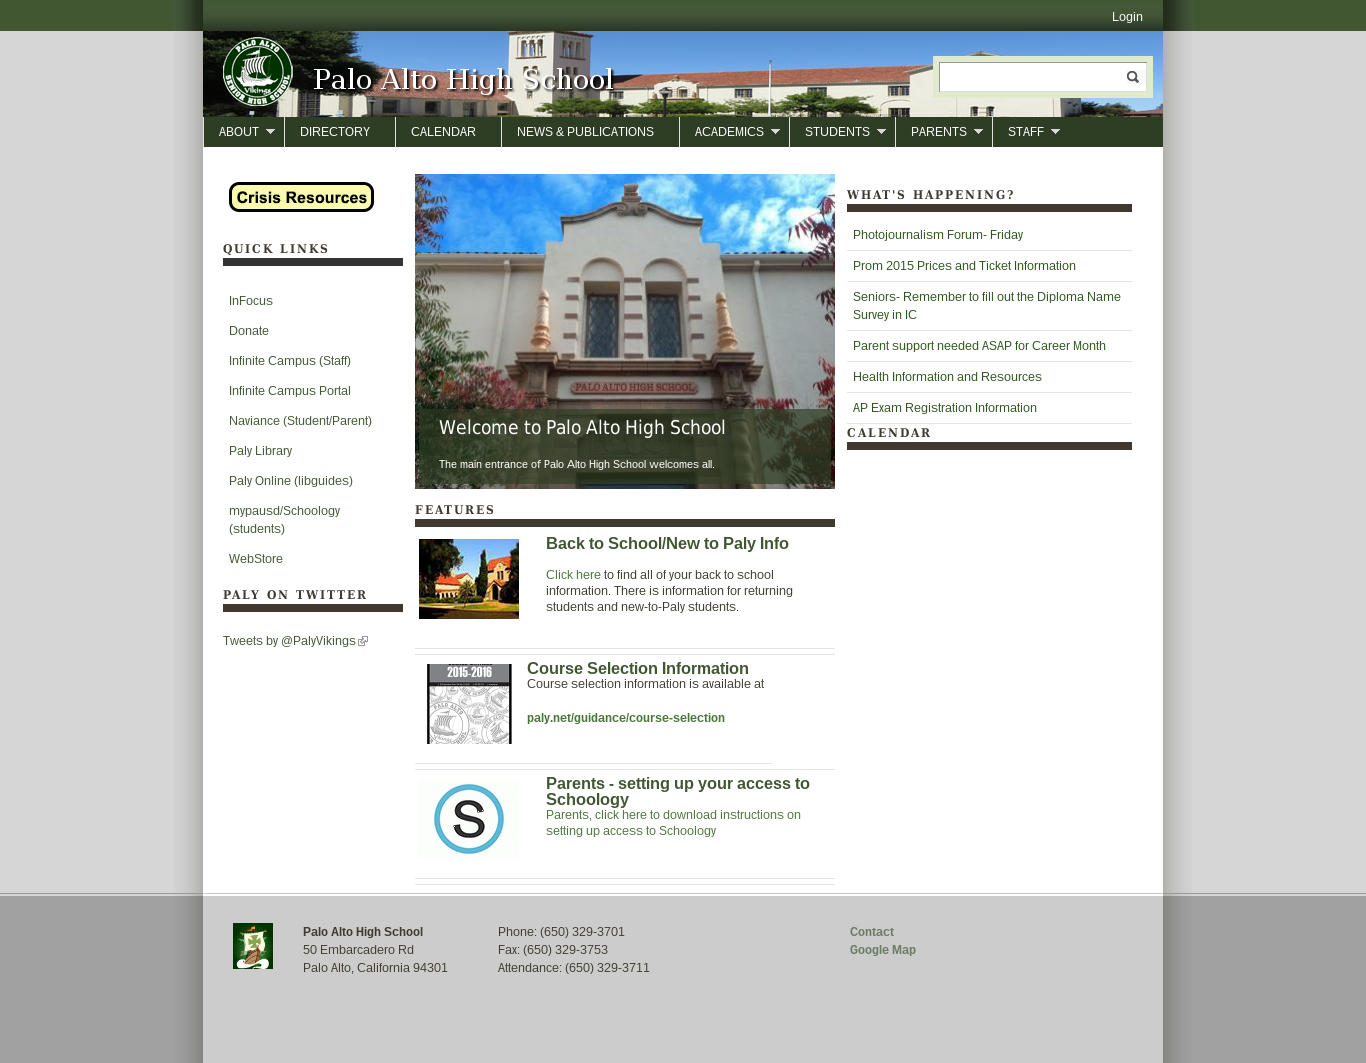 Login
PALO ALTO
Vikings
SENIOR HIGH SCHOOL
Palo Alto High School
ABOUT
DIRECTORY
CALENDAR
NEWS & PUBLICATIONS
ACADEMICS
STUDENTS
PARENTS
STAFF
Crisis Resources
QUICK LINKS
InFocus
Donate
Infinite Campus (Staff)
Infinite Campus Portal
Naviance (Student/Parent)
Paly Library
Paly Online (libguides)
mypausd/Schoology
(students)
WebStore
PALY ON TWITTER
Tweets by @PalyVikings
PALO ALTO HIGH SCHOOL
Welcome to Palo Alto High School
The main entrance of Palo Alto High School welcomes all.
FEATURES
Back to School/New to Paly Info
Click here to find all of your back to school
information. There is information for returning
students and new-to-Paly students.
2015-2016
Course Selection Information
Course selection information is available at
paly.net/guidance/course-selection
S
Parents - setting up your access to
Schoology
Parents, click here to download instructions on
setting up access to Schoology
WHAT'S HAPPENING?
Photojournalism Forum- Friday
Prom 2015 Prices and Ticket Information
Seniors- Remember to fill out the Diploma Name
Survey in IC
Parent support needed ASAP for Career Month
Health Information and Resources
AP Exam Registration Information
CALENDAR
Palo Alto High School
50 Embarcadero Rd
Palo Alto, California 94301
Phone: (650) 329-3701
Fax: (650) 329-3753
Attendance: (650) 329-3711
Contact
Google Map